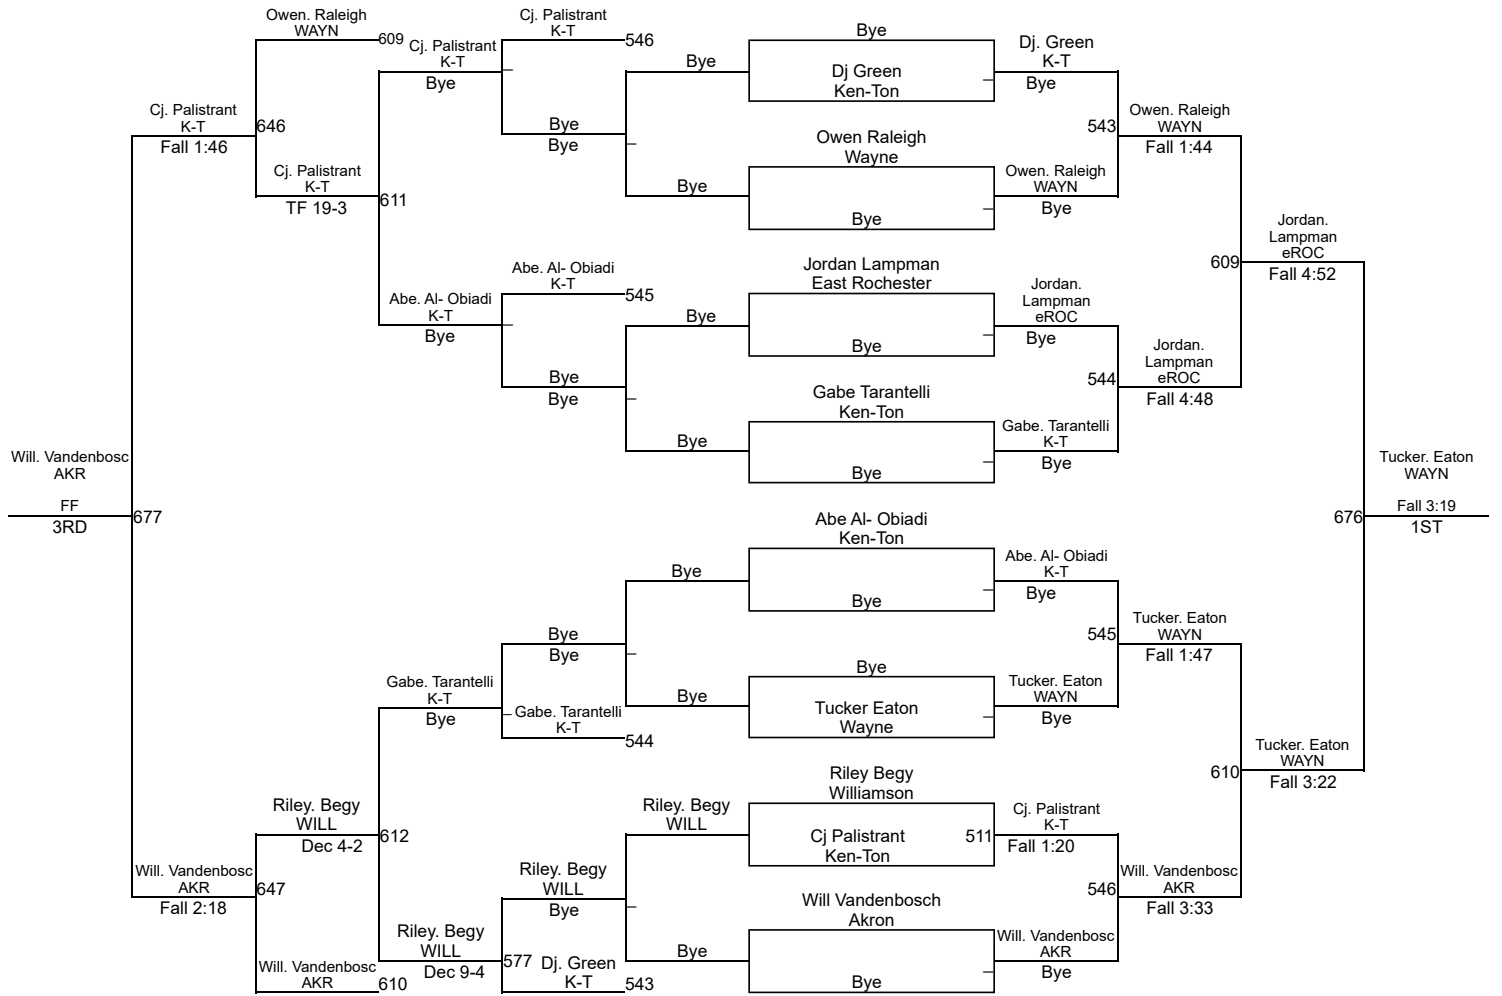 Owen. Raleigh
WAYN
609
Cj. Palistrant
K-T
Bye
Cj. Palistrant
K-T
546
Bye
Bye
Bye
Dj Green
Ken-Ton
Dj. Green
K-T
Bye
Cj. Palistrant
K-T
Fall 1:46
646
Bye
Bye
543
Owen. Raleigh
WAYN
Fall 1:44
Owen Raleigh
Wayne
Bye
Cj. Palistrant
K-T
TF 19-3
611
Bye
Owen. Raleigh
WAYN
Bye
Jordan.
Lampman
eROC
Fall 4:52
609
Abe. Al- Obiadi
K-T
545
Jordan Lampman
East Rochester
Bye
Abe. Al- Obiadi
K-T
Bye
Bye
Jordan.
Lampman
eROC
Bye
Jordan.
Lampman
eROC
Fall 4:48
544
Bye
Bye
Gabe Tarantelli
Ken-Ton
Bye
Bye
Gabe. Tarantelli
K-T
Bye
Will. Vandenbosc
AKR
FF
3RD
677
Tucker. Eaton
WAYN
Fall 3:19
1ST
676
Abe Al- Obiadi
Ken-Ton
Bye
Bye
Abe. Al- Obiadi
K-T
Bye
Bye
Bye
545
Tucker. Eaton
WAYN
Fall 1:47
Bye
Tucker Eaton
Wayne
Gabe. Tarantelli
K-T
Bye
Gabe. Tarantelli
K-T
544
Bye
Tucker. Eaton
WAYN
Bye
610
Tucker. Eaton
WAYN
Fall 3:22
Riley Begy
Williamson
Cj Palistrant
Ken-Ton
511
Riley. Begy
WILL
Dec 4-2
612
Riley. Begy
WILL
Cj. Palistrant
K-T
Fall 1:20
Will. Vandenbosc
AKR
Fall 2:18
647
Riley. Begy
WILL
Bye
546
Will. Vandenbosc
AKR
Fall 3:33
Will Vandenbosch
Akron
Bye
Riley. Begy
WILL
Dec 9-4
577
Bye
Will. Vandenbosc
AKR
Bye
Will. Vandenbosc
AKR
610
Dj. Green
K-T
543